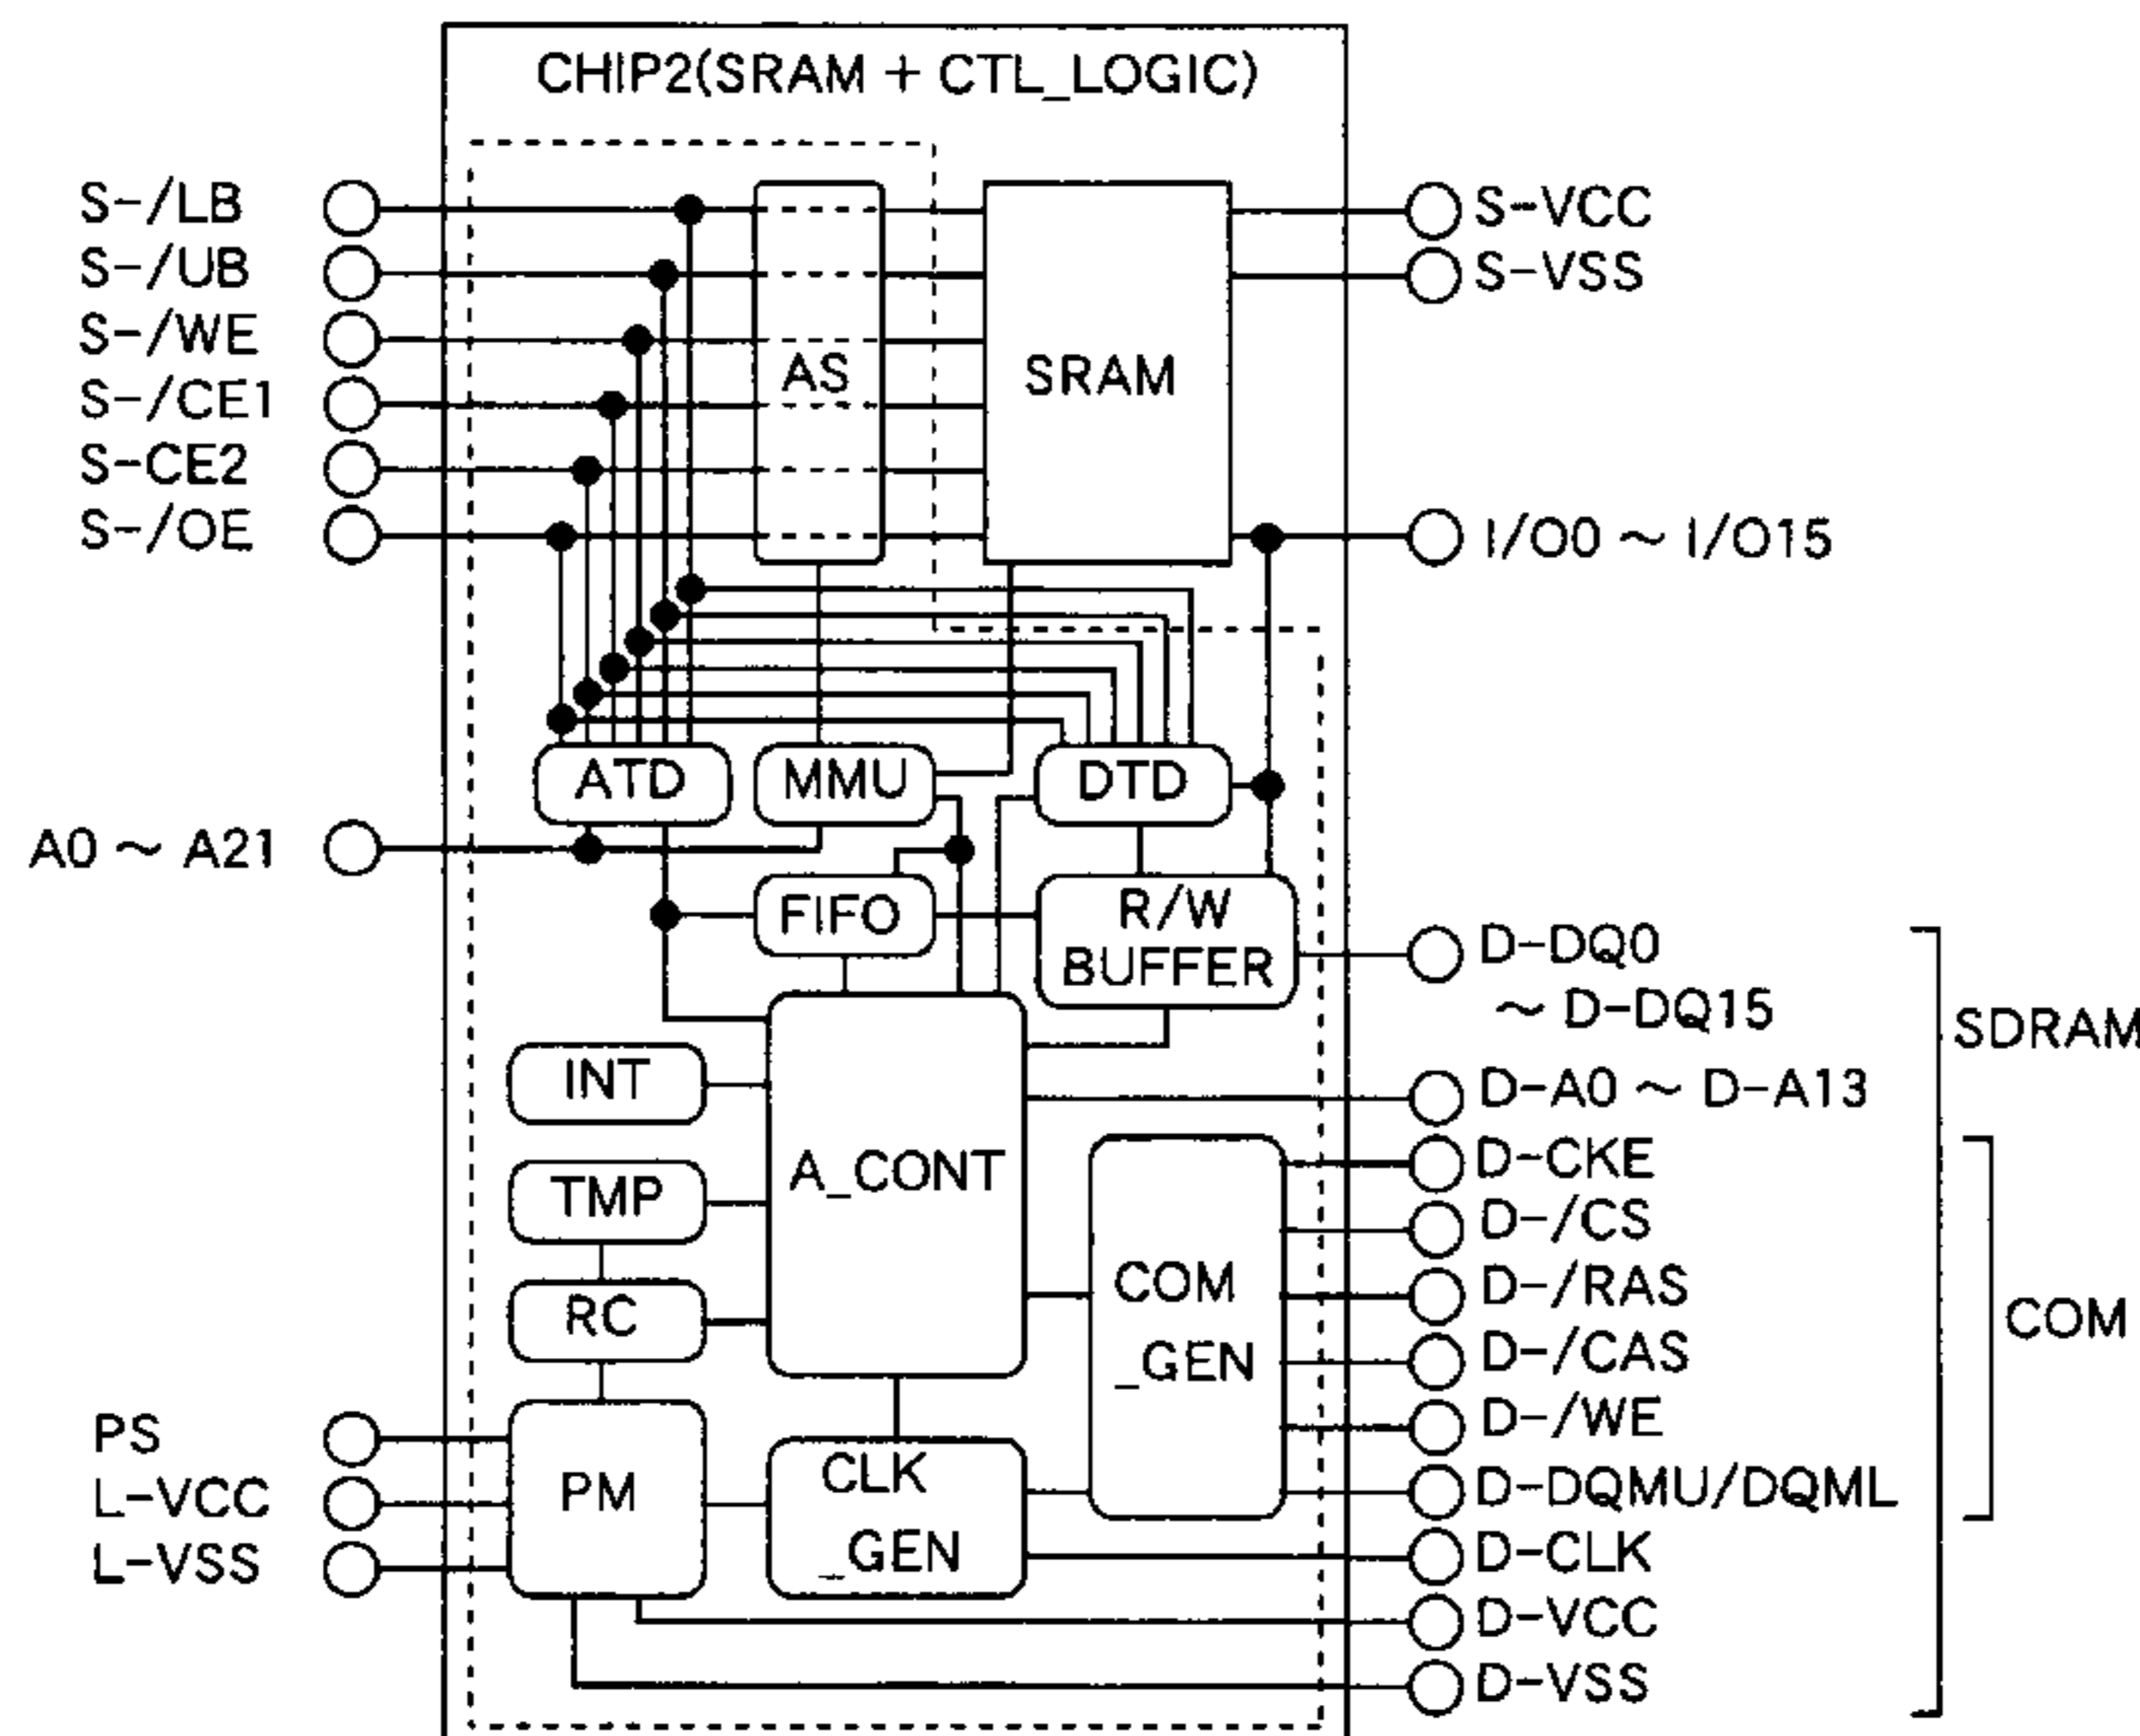 CHIP2(SRAM + CTL_LOGIC)
S-/LB
S-/UB
S-/WE
S-/CE1
S-CE2
S-/OE
AS
SRAM
S-VCC
S-VSS
I/O0 ~ I/O15
ATD
MMU
DTD
A0 ~ A21
FIFO
R/W
BUFFER
D-DQ0
~ D-DQ15
SDRAM
INT
A_CONT
D-A0 ~ D-A13
TMP
D-CKE
D-/CS
RC
COM
_GEN
D-/RAS
D-/CAS
COM
PS
L-VCC
L-VSS
PM
CLK
_GEN
D-/WE
D-DQMU/DQML
D-CLK
D-VCC
D-VSS